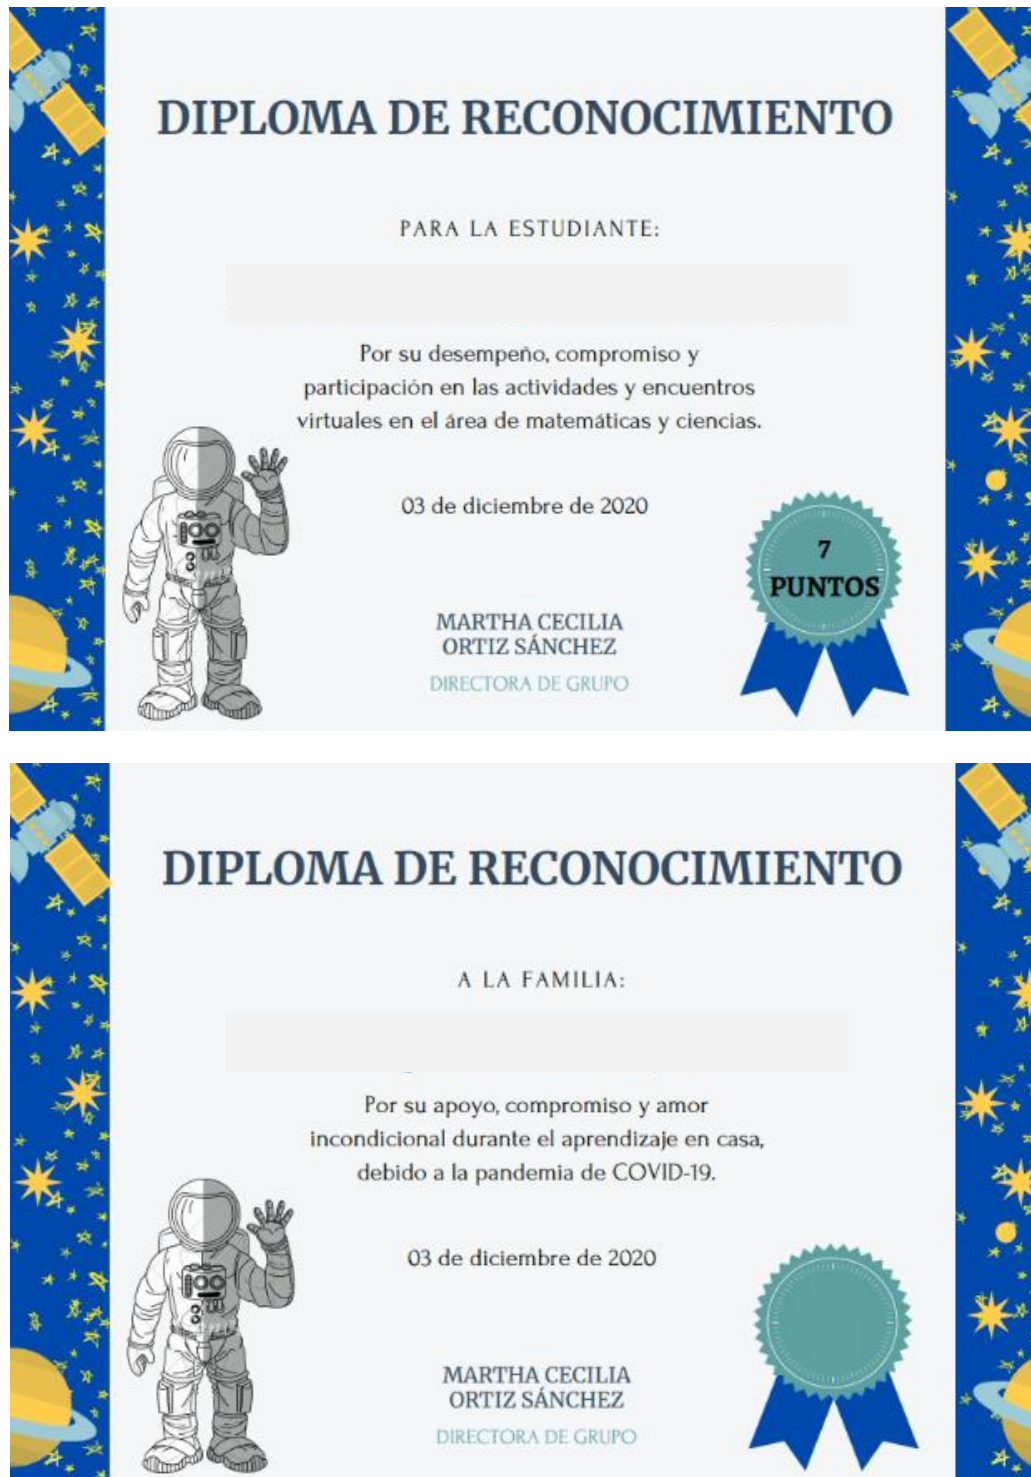 DIPLOMA DE RECONOCIMIENTO
PARA LA ESTUDIANTE:
Por su desempeño, compromiso y
participación en las actividades y encuentros
virtuales en el área de matemáticas y ciencias.
03 de diciembre de 2020
7
PUNTOS
MARTHA CECILIA
ORTIZ SÁNCHEZ
DIRECTORA DE GRUPO
DIPLOMA DE RECONOCIMIENTO
A LA FAMILIA:
Por su apoyo, compromiso y amor
incondicional durante el aprendizaje en casa,
debido a la pandemia de COVID-19.
03 de diciembre de 2020
MARTHA CECILIA
ORTIZ SÁNCHEZ
DIRECTORA DE GRUPO